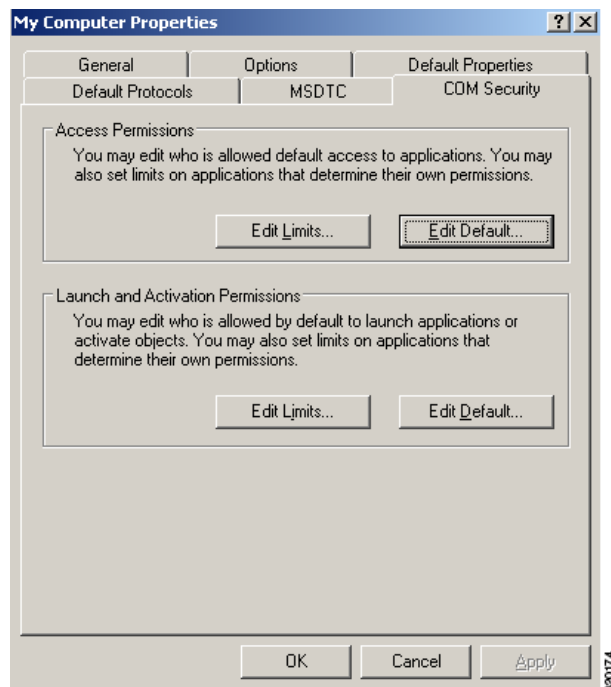 My Computer Properties
General Options Default Properties
Default Protocols MSDTC COM Security
Access Permissions
You may edit who is allowed default access to applications. You may
also set limits on applications that determine their own permissions.
Edit Limits... Edit Default...
Launch and Activation Permissions
You may edit who is allowed by default to launch applications or
activate objects. You may also set limits on applications that
determine their own permissions.
Edit Limits... Edit Default...
OK Cancel Apply